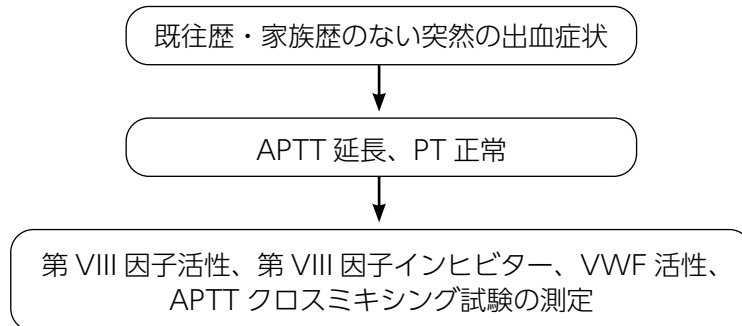 既往歴・家族歴のない突然の出血症状
APTT 延長、PT 正常
第 VIII 因子活性、第 VIII 因子インヒビター、VWF 活性、
APTT クロスミキシング試験の測定